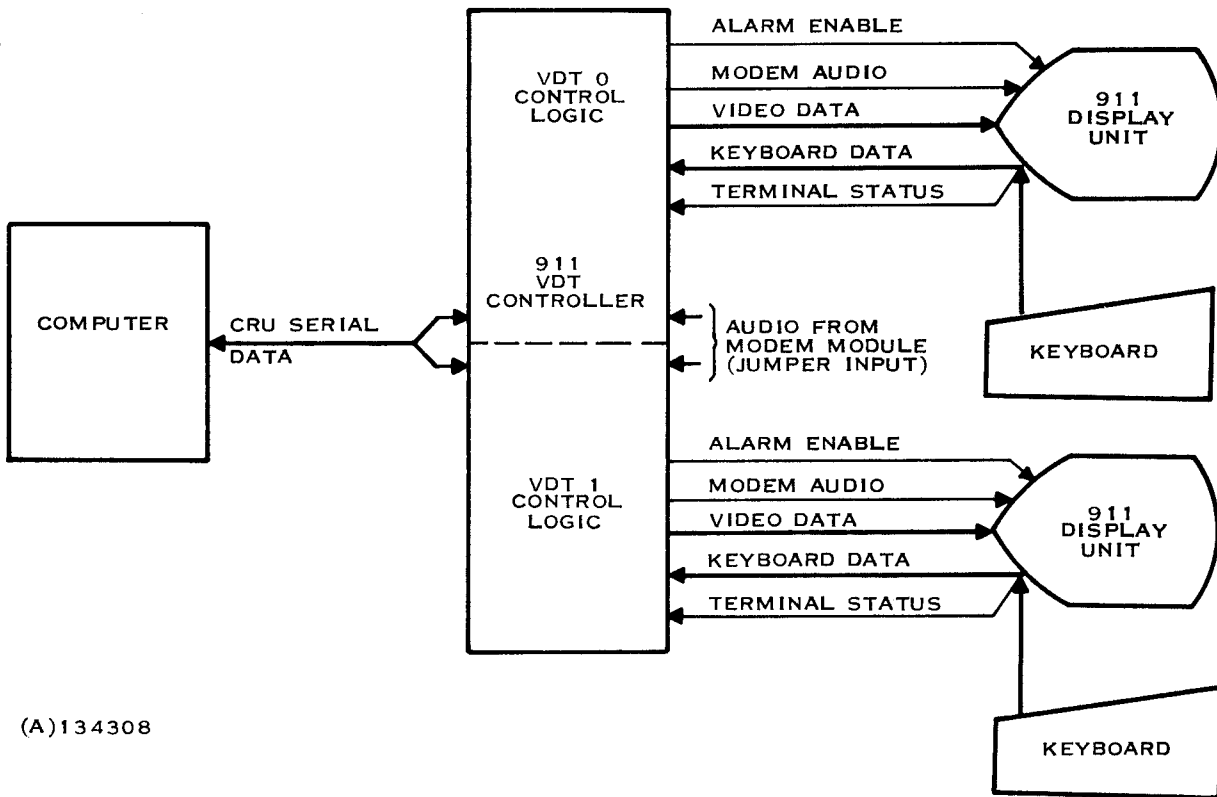 ALARM ENABLE
MODEM AUDIO
VIDEO DATA
KEYBOARD DATA
TERMINAL STATUS
VDT 0
CONTROL
LOGIC
911
DISPLAY
UNIT
KEYBOARD
COMPUTER
CRU SERIAL
DATA
911
VDT
CONTROLLER
AUDIO FROM
MODEM MODULE
(JUMPER INPUT)
VDT 1
CONTROL
LOGIC
ALARM ENABLE
MODEM AUDIO
VIDEO DATA
KEYBOARD DATA
TERMINAL STATUS
911
DISPLAY
UNIT
KEYBOARD
(A)134308